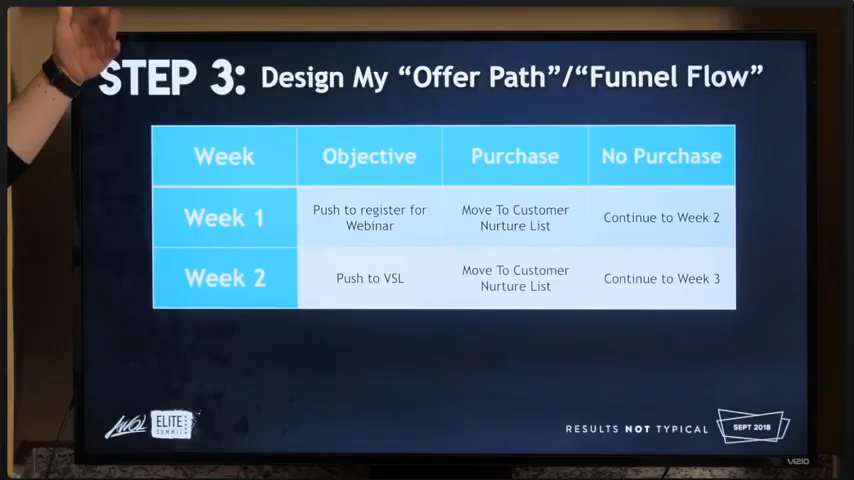 STEP 3: Design My “Offer Path”/“Funnel Flow”
Week Objective Purchase No Purchase
Week 1 Push to register for Webinar Move To Customer Nurture List Continue to Week 2
Week 2 Push to VSL Move To Customer Nurture List Continue to Week 3
AWOL ELITE SUMMIT RESULTS NOT TYPICAL SEPT 2018
VIZIO